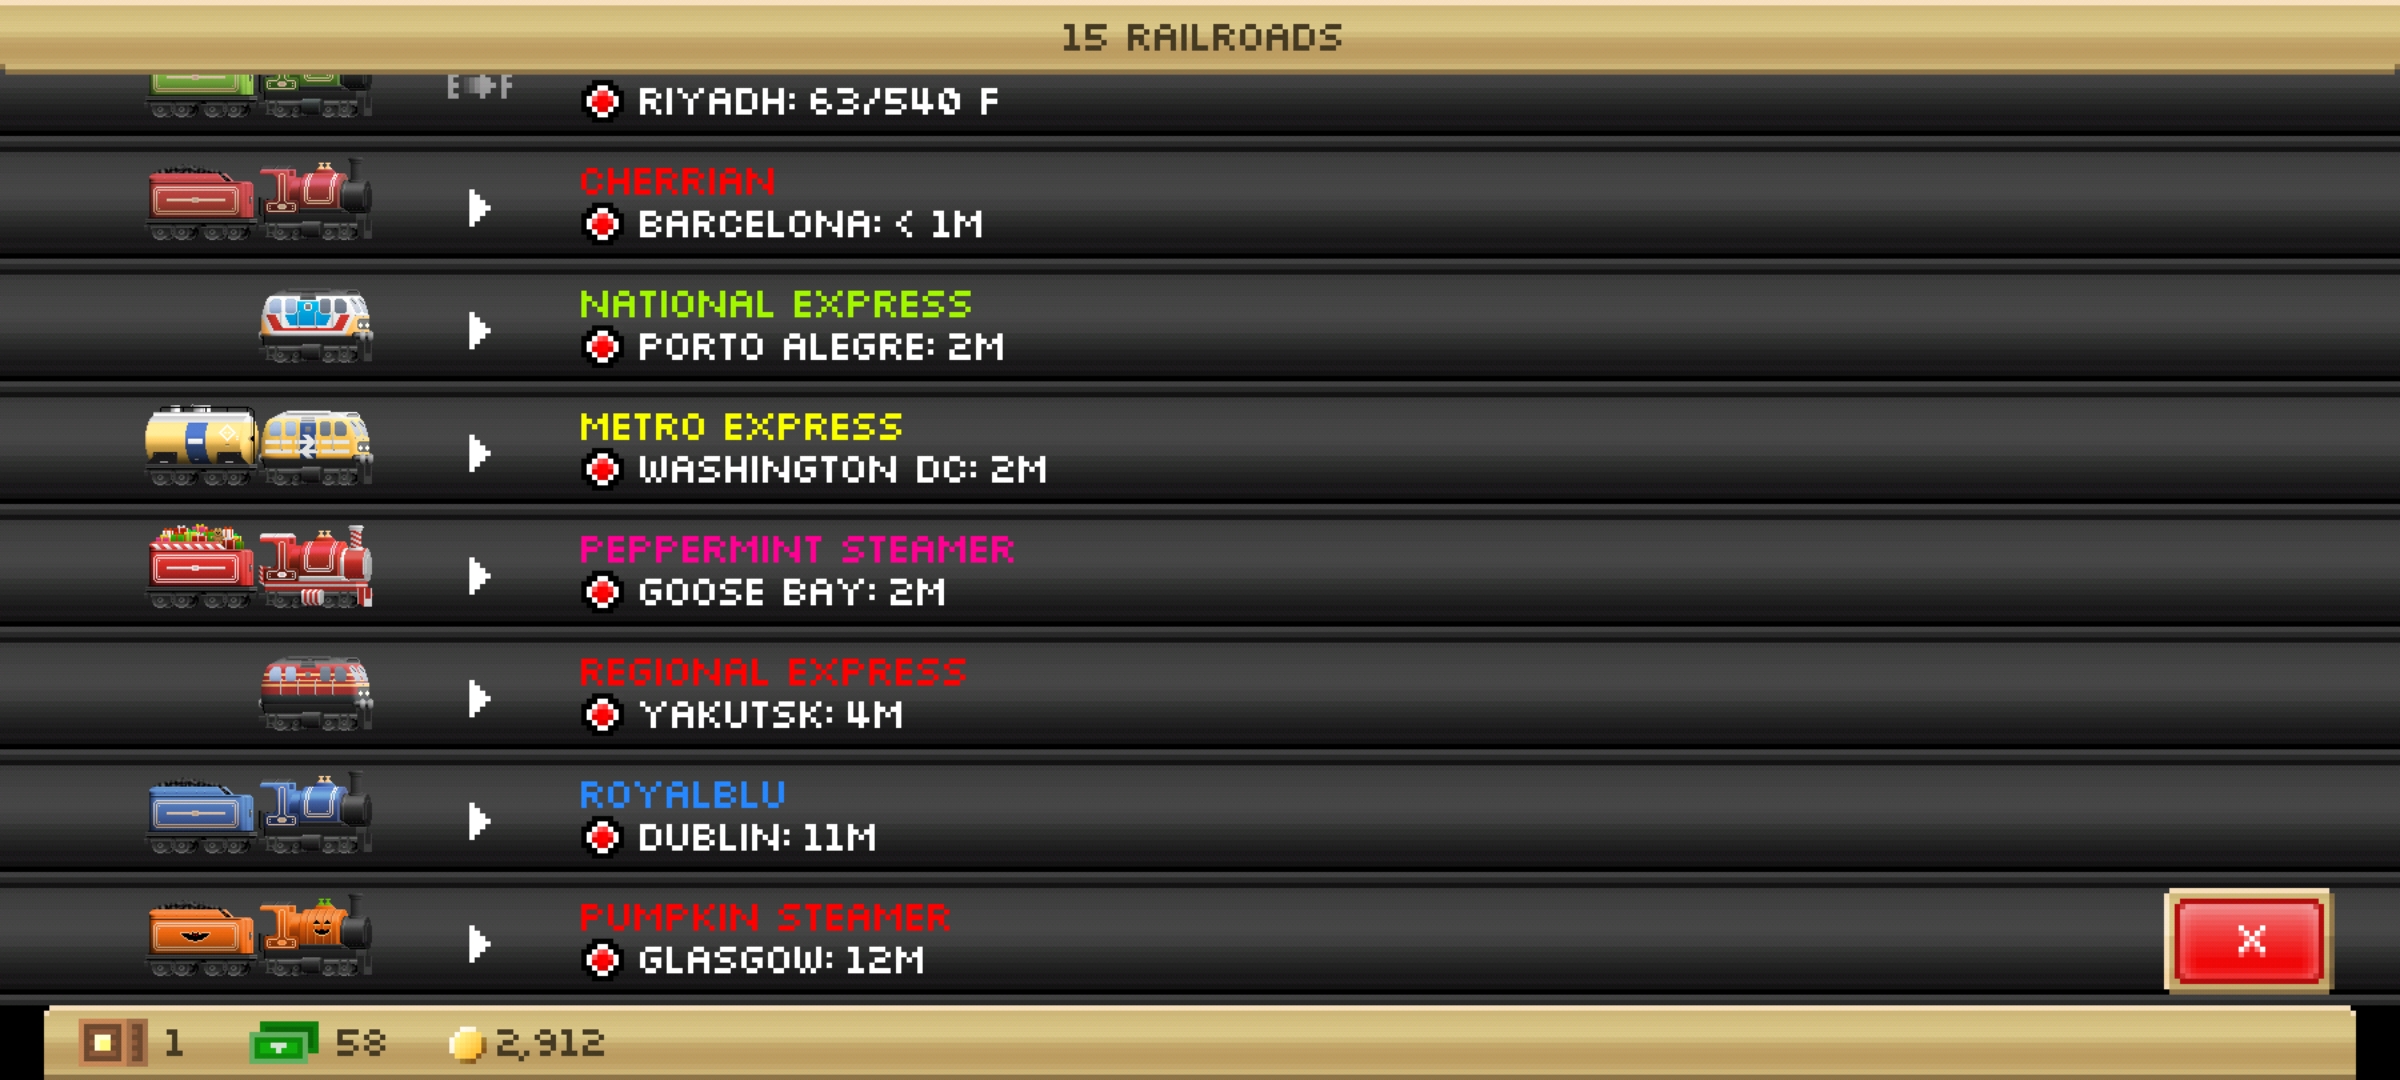 15 RAILROADS
E F
RIYADH: 63/540 F
CHERRIAN
BARCELONA: < 1M
NATIONAL EXPRESS
PORTO ALEGRE: 2M
METRO EXPRESS
WASHINGTON DC: 2M
PEPPERMINT STEAMER
GOOSE BAY: 2M
REGIONAL EXPRESS
YAKUTSK: 4M
ROYALBLU
DUBLIN: 11M
PUMPKIN STEAMER
GLASGOW: 12M
X
1 58 2,912